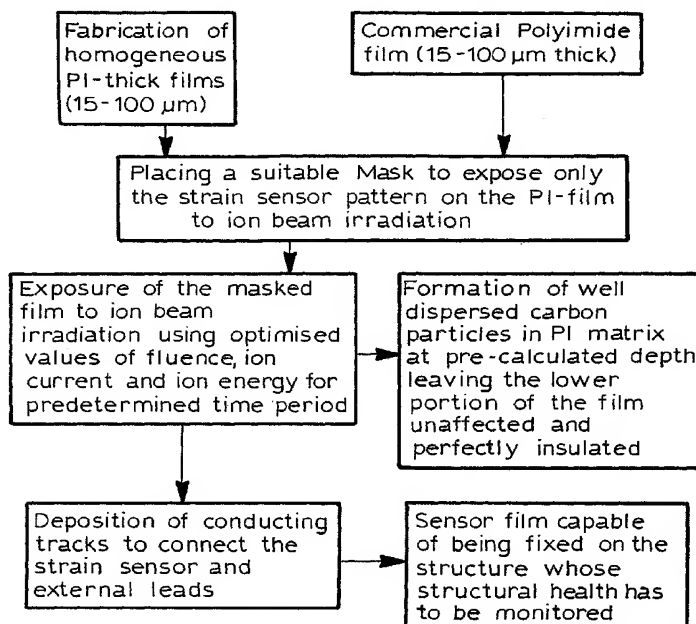 Fabrication of
homogeneous
PI-thick films
(15-100 µm)
Commercial Polyimide
film (15-100 µm thick)
Placing a suitable Mask to expose only
the strain sensor pattern on the PI-film
to ion beam irradiation
Exposure of the masked
film to ion beam
irradiation using optimised
values of fluence, ion
current and ion energy for
predetermined time period
Formation of well
dispersed carbon
particles in PI matrix
at pre-calculated depth
leaving the lower
portion of the film
unaffected and
perfectly insulated
Deposition of conducting
tracks to connect the
strain sensor and
external leads
Sensor film capable
of being fixed on the
structure whose
structural health has
to be monitored